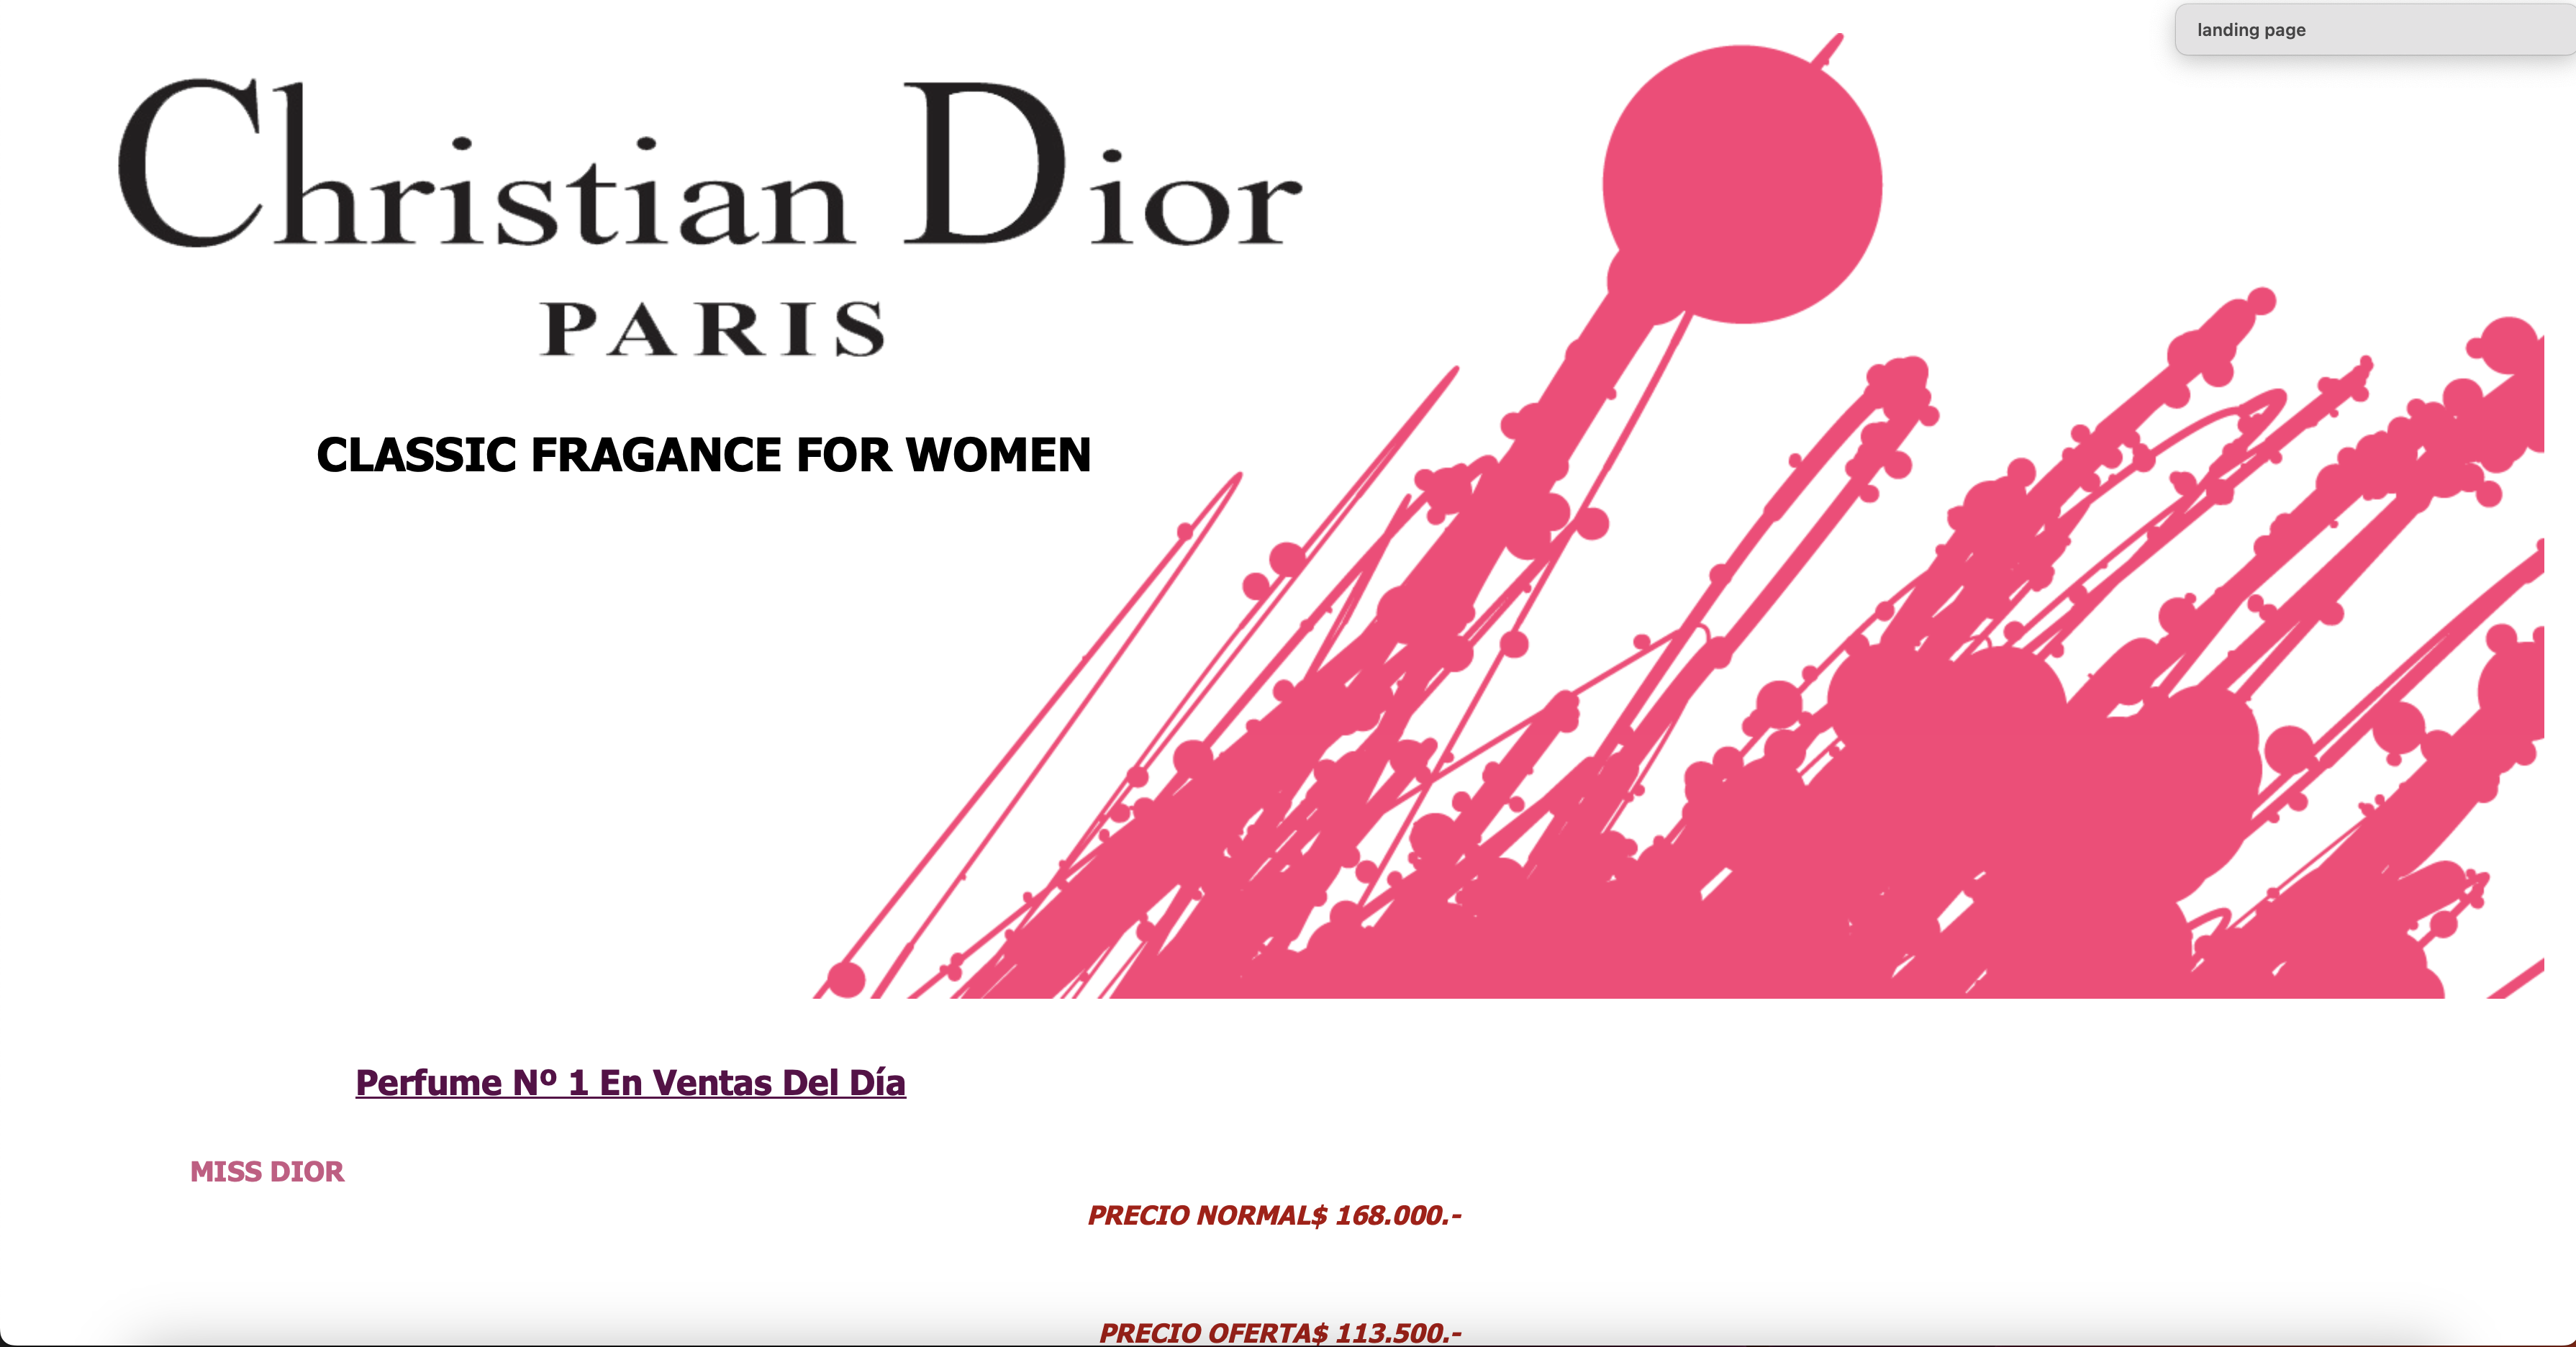 landing page
Christian Dior
PARIS
CLASSIC FRAGANCE FOR WOMEN
Perfume Nº 1 En Ventas Del Día
MISS DIOR
PRECIO NORMAL$ 168.000.-
PRECIO OFERTA$ 113.500.-